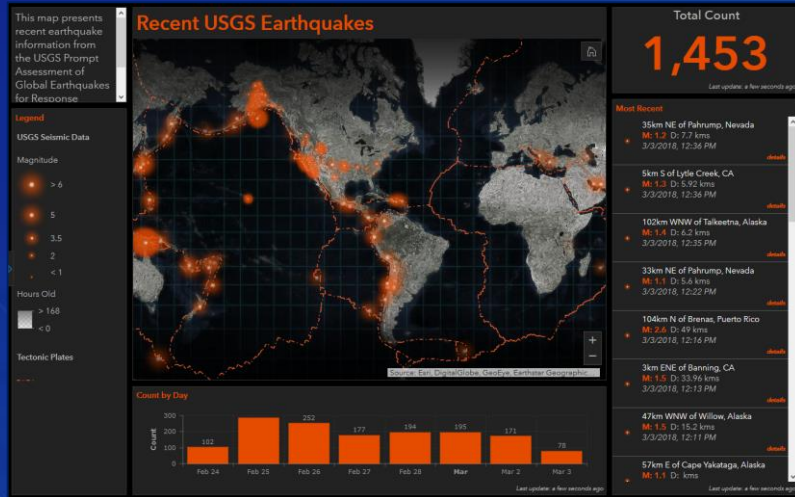 This map presents
recent earthquake
information from
the USGS Prompt
Assessment of
Global Earthquakes
for Response
Legend
USGS Seismic Data
Magnitude
> 6
5
3.5
2
< 1
Hours Old
> 168
< 0
Tectonic Plates
Recent USGS Earthquakes
+
−
Source: Esri, DigitalGlobe, GeoEye, Earthstar Geographic...
Count by Day
Count
300
200
100
0
102
252
177
194
195
171
78
Feb 24
Feb 25
Feb 26
Feb 27
Feb 28
Mar
Mar 2
Mar 3
Last update: a few seconds ago
Total Count
1,453
Last update: a few seconds ago
Most Recent
35km NE of Pahrump, Nevada
M: 1.2 D: 7.7 kms
3/3/2018, 12:36 PM
details
5km S of Lytle Creek, CA
M: 1.3 D: 5.92 kms
3/3/2018, 12:36 PM
details
102km WNW of Talkeetna, Alaska
M: 1.4 D: 6.2 kms
3/3/2018, 12:35 PM
details
33km NE of Pahrump, Nevada
M: 1.1 D: 5.6 kms
3/3/2018, 12:22 PM
details
104km N of Brenas, Puerto Rico
M: 2.6 D: 49 kms
3/3/2018, 12:16 PM
details
3km ENE of Banning, CA
M: 1.5 D: 33.96 kms
3/3/2018, 12:13 PM
details
47km WNW of Willow, Alaska
M: 1.5 D: 15.2 kms
3/3/2018, 12:11 PM
details
57km E of Cape Yakataga, Alaska
M: 1.1 D: kms
Last update: a few seconds ago